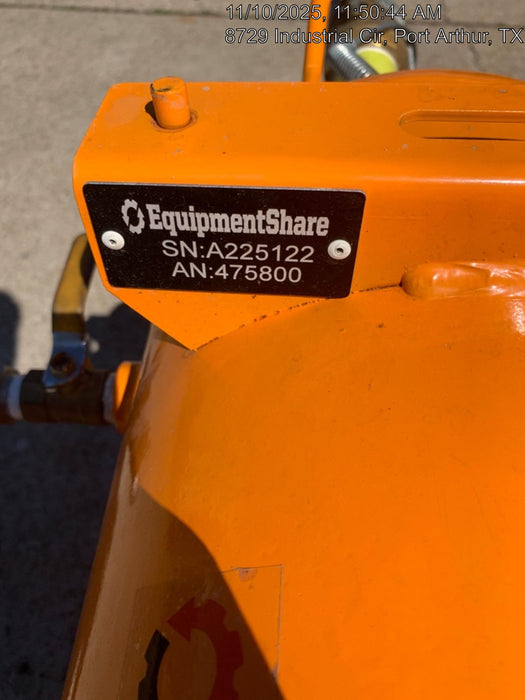 11/10/2025, 11:50:44 AM
8729 Industrial Cir, Port Arthur, TX
EquipmentShare
SN:A225122
AN:475800